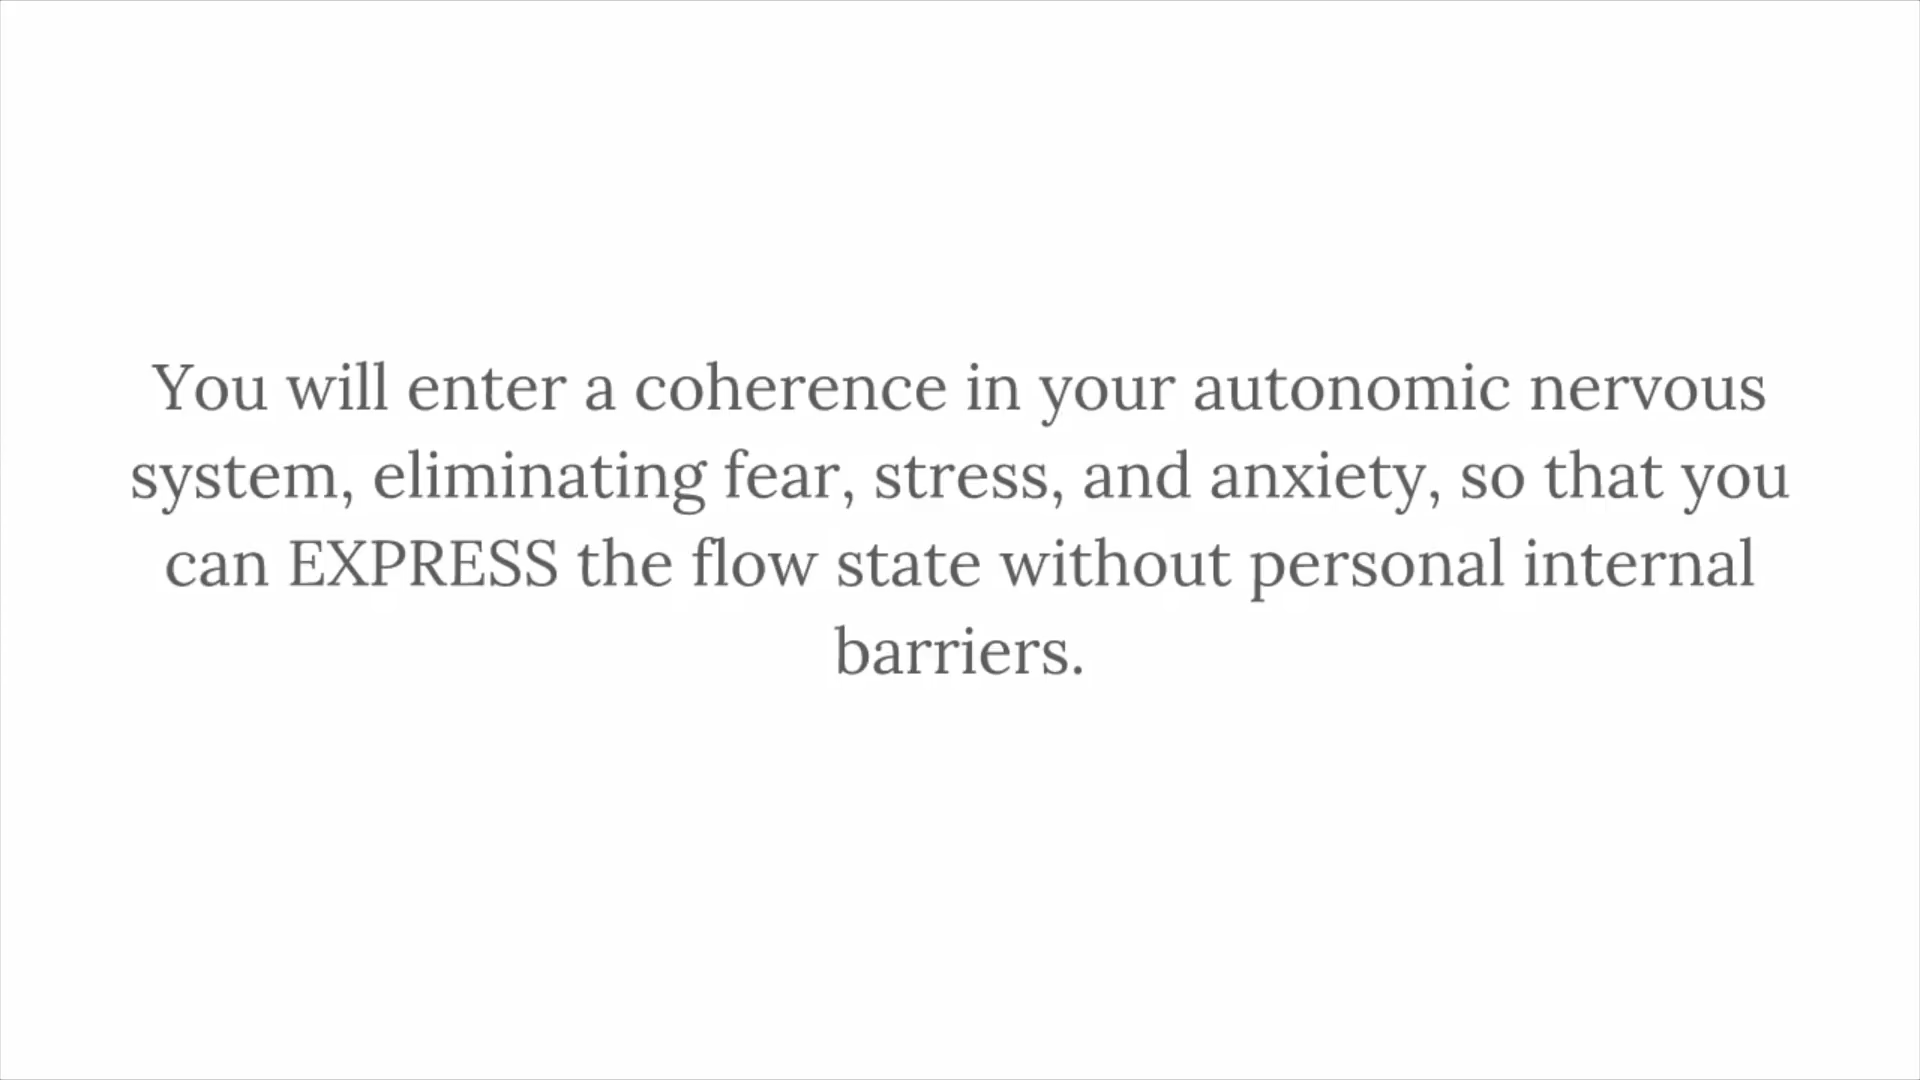 You will enter a coherence in your autonomic nervous
system, eliminating fear, stress, and anxiety, so that you
can EXPRESS the flow state without personal internal
barriers.